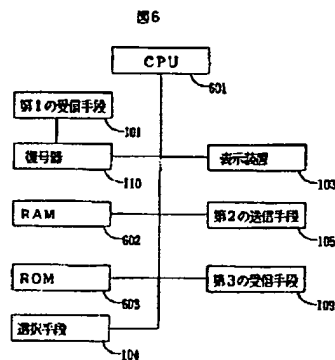 図6
CPU
601
第1の受信手段
101
復号器
110
表示装置
103
RAM
602
第2の送信手段
105
ROM
603
第3の受信手段
109
選択手段
104